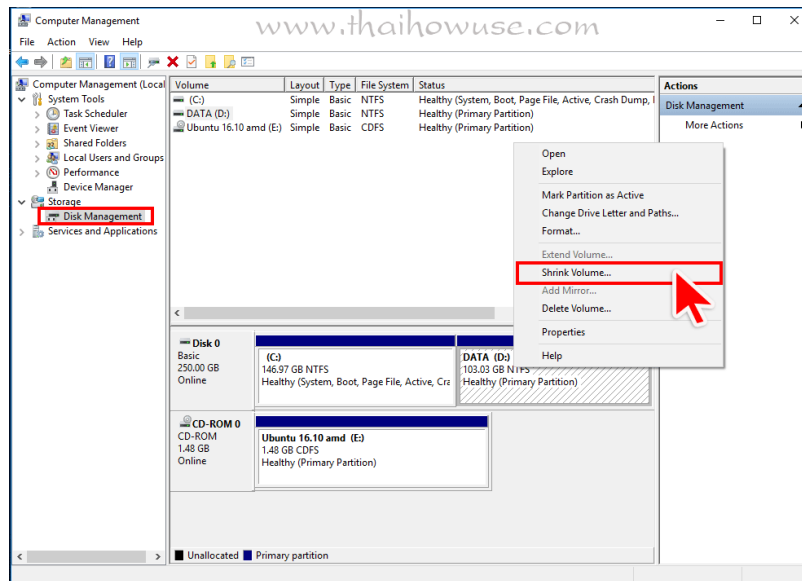 Computer Management
www.thaihowuse.com
File Action View Help
Computer Management (Local
System Tools
Task Scheduler
Event Viewer
Shared Folders
Local Users and Groups
Performance
Device Manager
Storage
Disk Management
Services and Applications
Volume Layout Type File System Status
(C:) Simple Basic NTFS Healthy (System, Boot, Page File, Active, Crash Dump,
DATA (D:) Simple Basic NTFS Healthy (Primary Partition)
Ubuntu 16.10 amd (E:) Simple Basic CDFS Healthy (Primary Partition)
Open
Explore
Mark Partition as Active
Change Drive Letter and Paths...
Format...
Extend Volume...
Shrink Volume...
Add Mirror...
Delete Volume...
Properties
Help
Actions
Disk Management
More Actions
Disk 0
Basic
250.00 GB
Online
(C:)
146.97 GB NTFS
Healthy (System, Boot, Page File, Active, Cra
DATA (D:)
103.03 GB NTFS
Healthy (Primary Partition)
CD-ROM 0
CD-ROM
1.48 GB
Online
Ubuntu 16.10 amd (E:)
1.48 GB CDFS
Healthy (Primary Partition)
Unallocated Primary partition